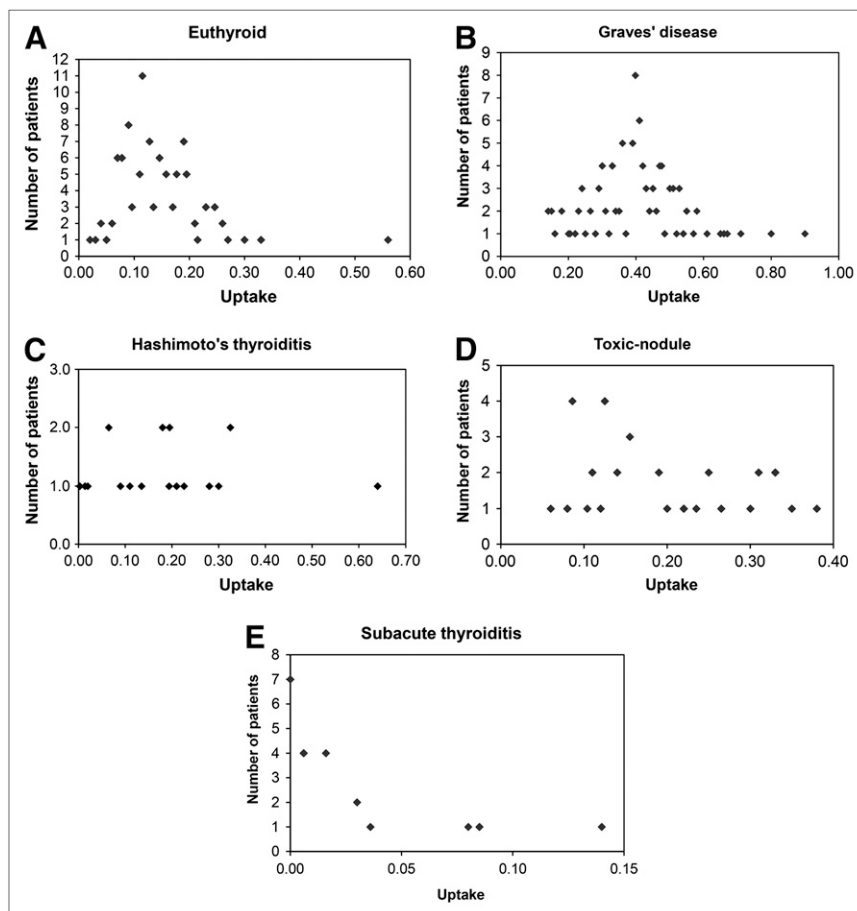 A
Euthyroid
Number of patients
12
11
10
9
8
7
6
5
4
3
2
1
0
0.00 0.10 0.20 0.30 0.40 0.50 0.60
Uptake
B
Graves' disease
Number of patients
9
8
7
6
5
4
3
2
1
0
0.00 0.20 0.40 0.60 0.80 1.00
Uptake
C
Hashimoto's thyroiditis
Number of patients
3.0
2.0
1.0
0.0
0.00 0.10 0.20 0.30 0.40 0.50 0.60 0.70
Uptake
D
Toxic-nodule
Number of patients
5
4
3
2
1
0
0.00 0.10 0.20 0.30 0.40
Uptake
E
Subacute thyroiditis
Number of patients
8
7
6
5
4
3
2
1
0
0.00 0.05 0.10 0.15
Uptake